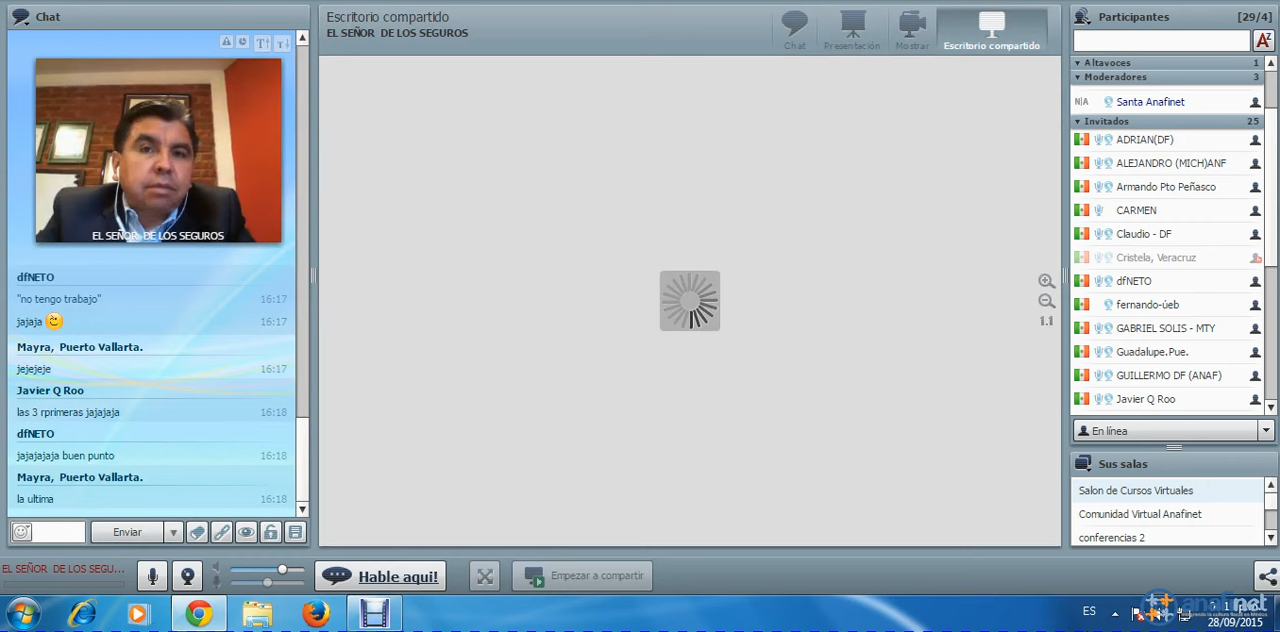 Chat
EL SEÑOR DE LOS SEGUROS
dfNETO
"no tengo trabajo" 16:17
jajaja 16:17
Mayra, Puerto Vallarta.
jejejeje 16:17
Javier Q Roo
las 3 rprimeras jajajaja 16:18
dfNETO
jajajajaja buen punto 16:18
Mayra, Puerto Vallarta.
la ultima 16:18
Enviar
Escritorio compartido
EL SEÑOR DE LOS SEGUROS
Chat
Presentación
Mostrar
Escritorio compartido
1.1
Participantes [29/4]
Altavoces 1
Moderadores 3
N/A Santa Anafinet
Invitados 25
ADRIAN(DF)
ALEJANDRO (MICH)ANF
Armando Pto Peñasco
CARMEN
Claudio - DF
Cristela, Veracruz
dfNETO
fernando-úeb
GABRIEL SOLIS - MTY
Guadalupe.Pue.
GUILLERMO DF (ANAF)
Javier Q Roo
En línea
Sus salas
Salon de Cursos Virtuales
Comunidad Virtual Anafinet
conferencias 2
EL SEÑOR DE LOS SEGU...
Hable aqui!
Empezar a compartir
ES
anafinet
28/09/2015